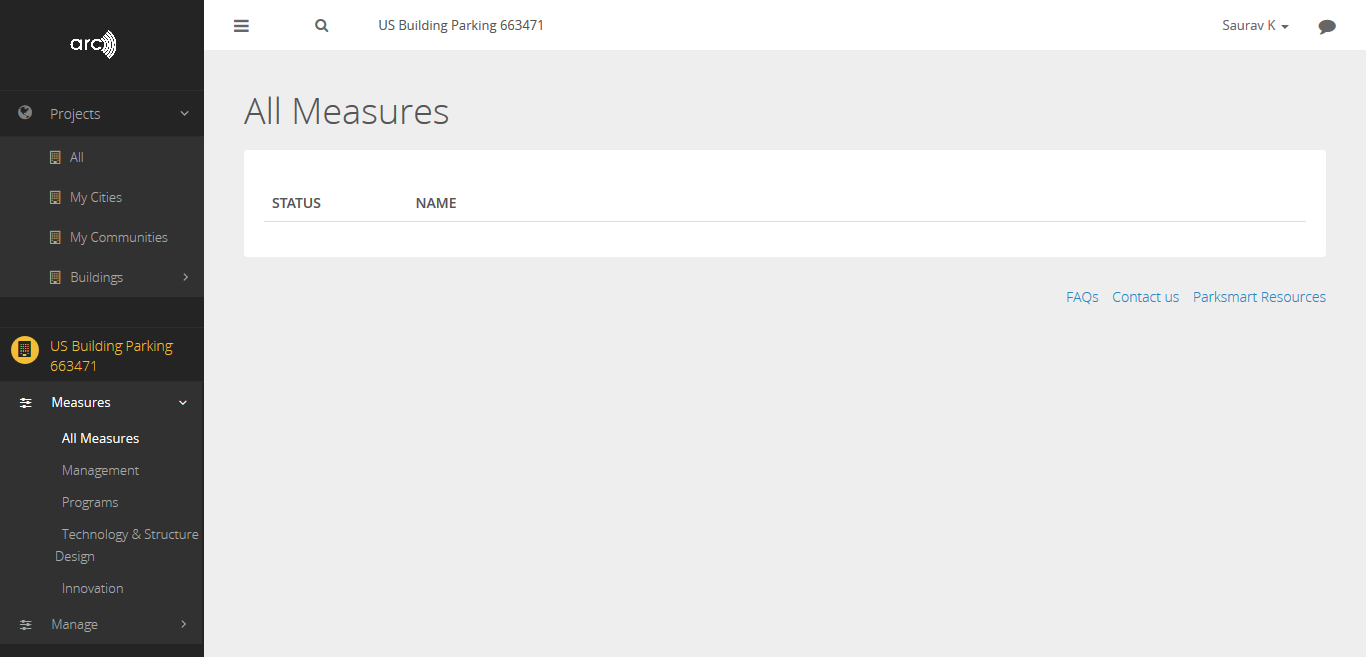 arc
US Building Parking 663471
Saurav K
Projects
All
My Cities
My Communities
Buildings
US Building Parking
663471
Measures
All Measures
Management
Programs
Technology & Structure
Design
Innovation
Manage
All Measures
STATUS NAME
FAQs Contact us Parksmart Resources